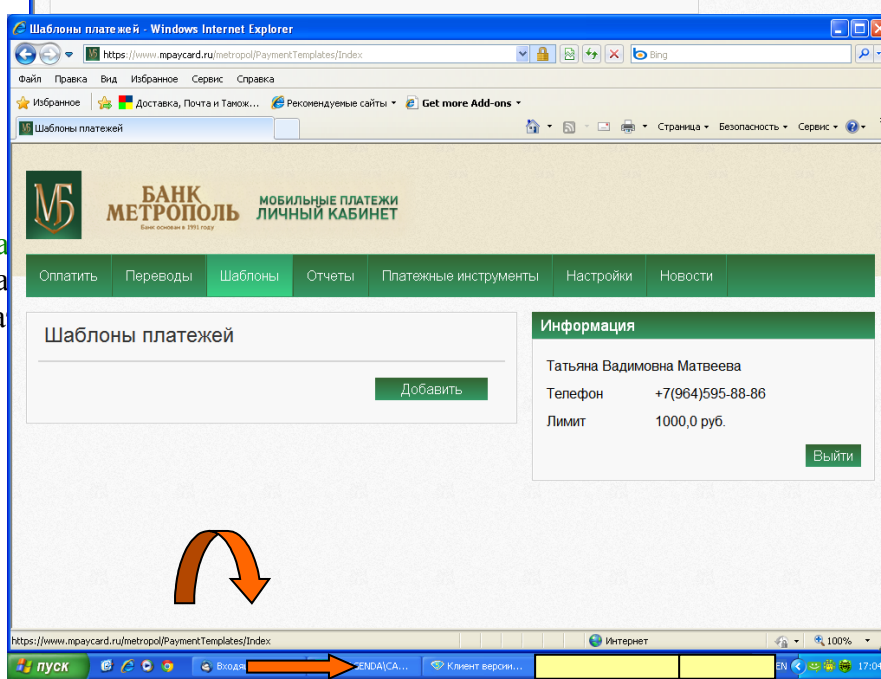 Шаблоны платежей - Windows Internet Explorer
https://www.mpaycard.ru/metropol/PaymentTemplates/Index
Bing
Файл Правка Вид Избранное Сервис Справка
Избранное Доставка, Почта и Тамож... Рекомендуемые сайты Get more Add-ons
Шаблоны платежей Страница Безопасность Сервис
МБ
БАНК
МЕТРОПОЛЬ
Банк основан в 1991 году
МОБИЛЬНЫЕ ПЛАТЕЖИ
ЛИЧНЫЙ КАБИНЕТ
Оплатить Переводы Шаблоны Отчеты Платежные инструменты Настройки Новости
Шаблоны платежей
Добавить
Информация
Татьяна Вадимовна Матвеева
Телефон +7(964)595-88-86
Лимит 1000,0 руб.
Выйти
https://www.mpaycard.ru/metropol/PaymentTemplates/Index Интернет 100%
пуск Клиент версии... EN 17:04